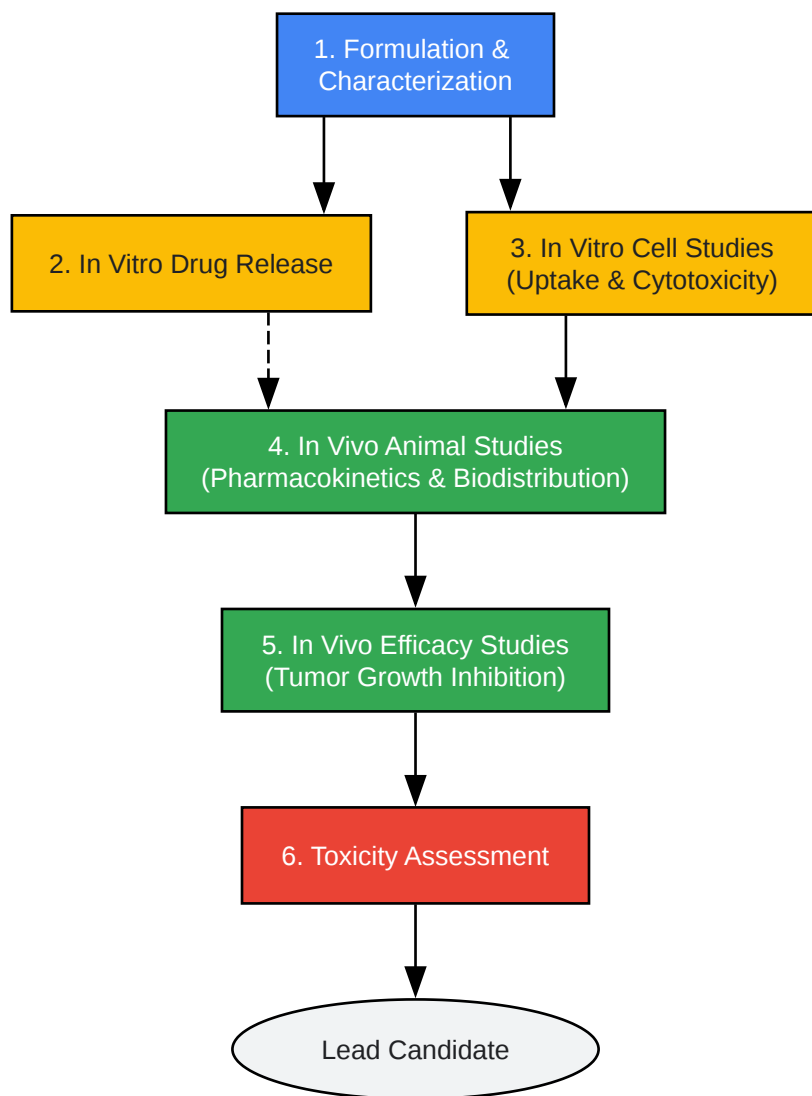 1. Formulation &
Characterization
2. In Vitro Drug Release
3. In Vitro Cell Studies
(Uptake & Cytotoxicity)
4. In Vivo Animal Studies
(Pharmacokinetics & Biodistribution)
5. In Vivo Efficacy Studies
(Tumor Growth Inhibition)
6. Toxicity Assessment
Lead Candidate